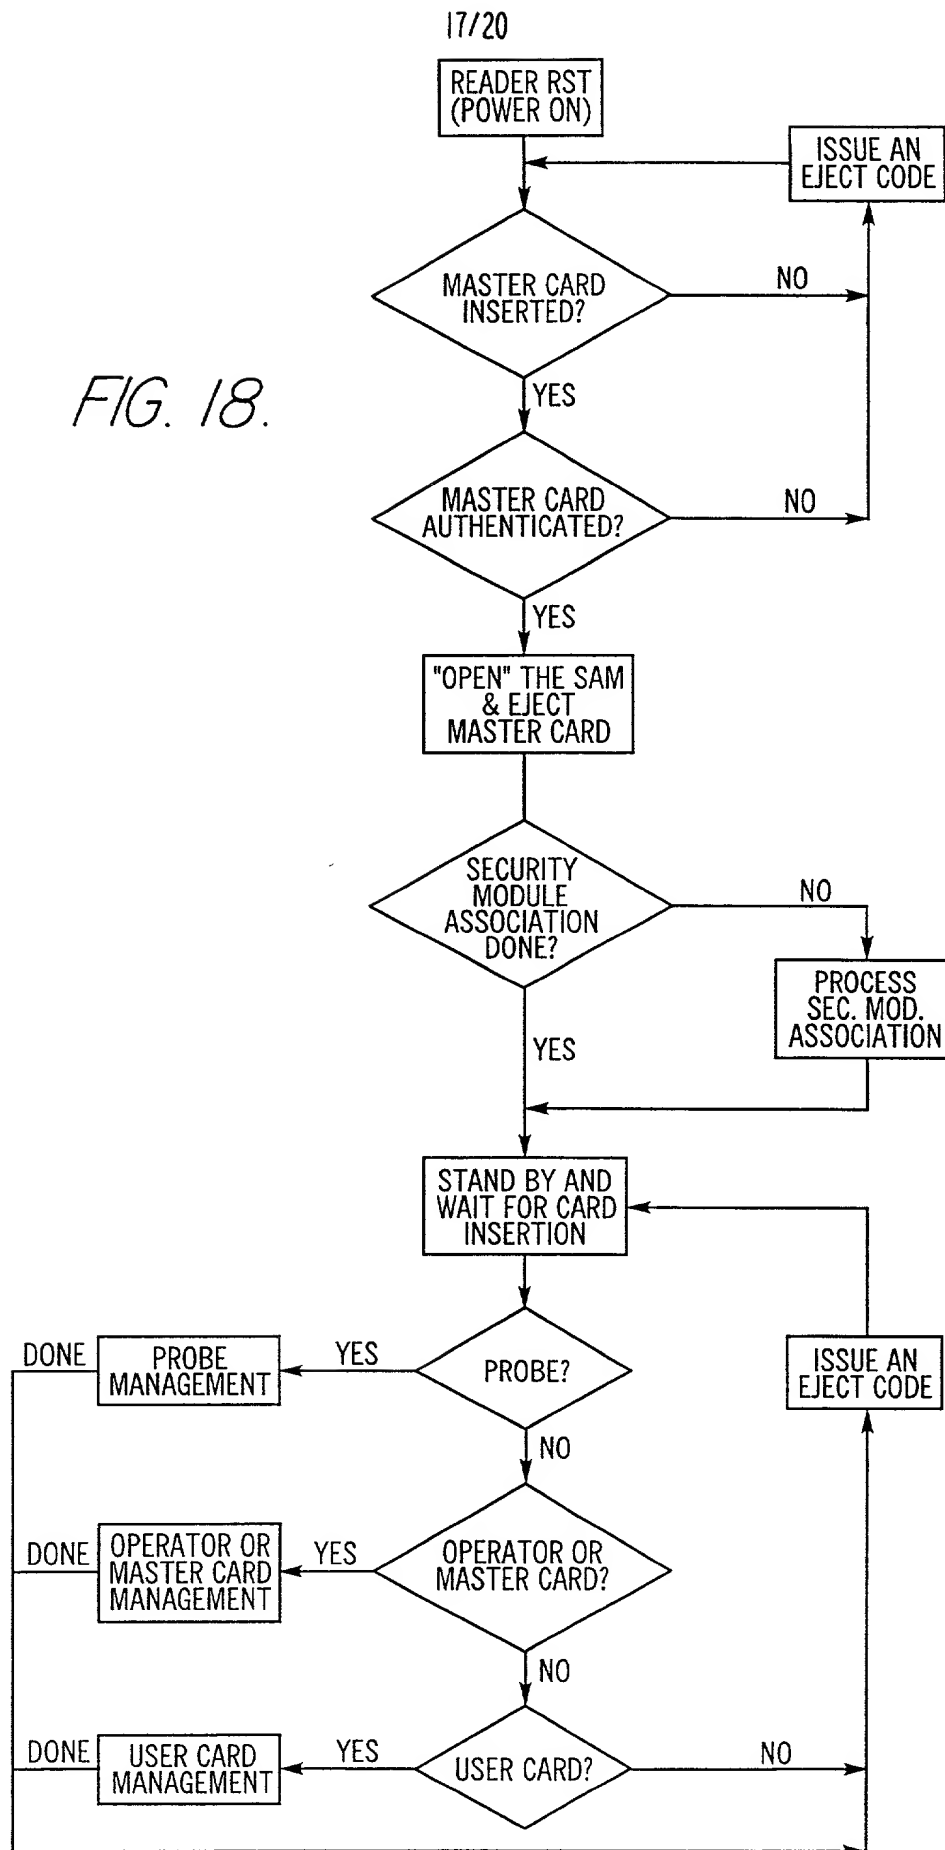 17/20
READER RST
(POWER ON)
ISSUE AN
EJECT CODE
MASTER CARD
INSERTED?
NO
YES
FIG. 18.
MASTER CARD
AUTHENTICATED?
NO
YES
"OPEN" THE SAM
& EJECT
MASTER CARD
SECURITY
MODULE
ASSOCIATION
DONE?
NO
PROCESS
SEC. MOD.
ASSOCIATION
YES
STAND BY AND
WAIT FOR CARD
INSERTION
DONE
PROBE
MANAGEMENT
YES
PROBE?
ISSUE AN
EJECT CODE
NO
DONE
OPERATOR OR
MASTER CARD
MANAGEMENT
YES
OPERATOR OR
MASTER CARD?
NO
DONE
USER CARD
MANAGEMENT
YES
USER CARD?
NO